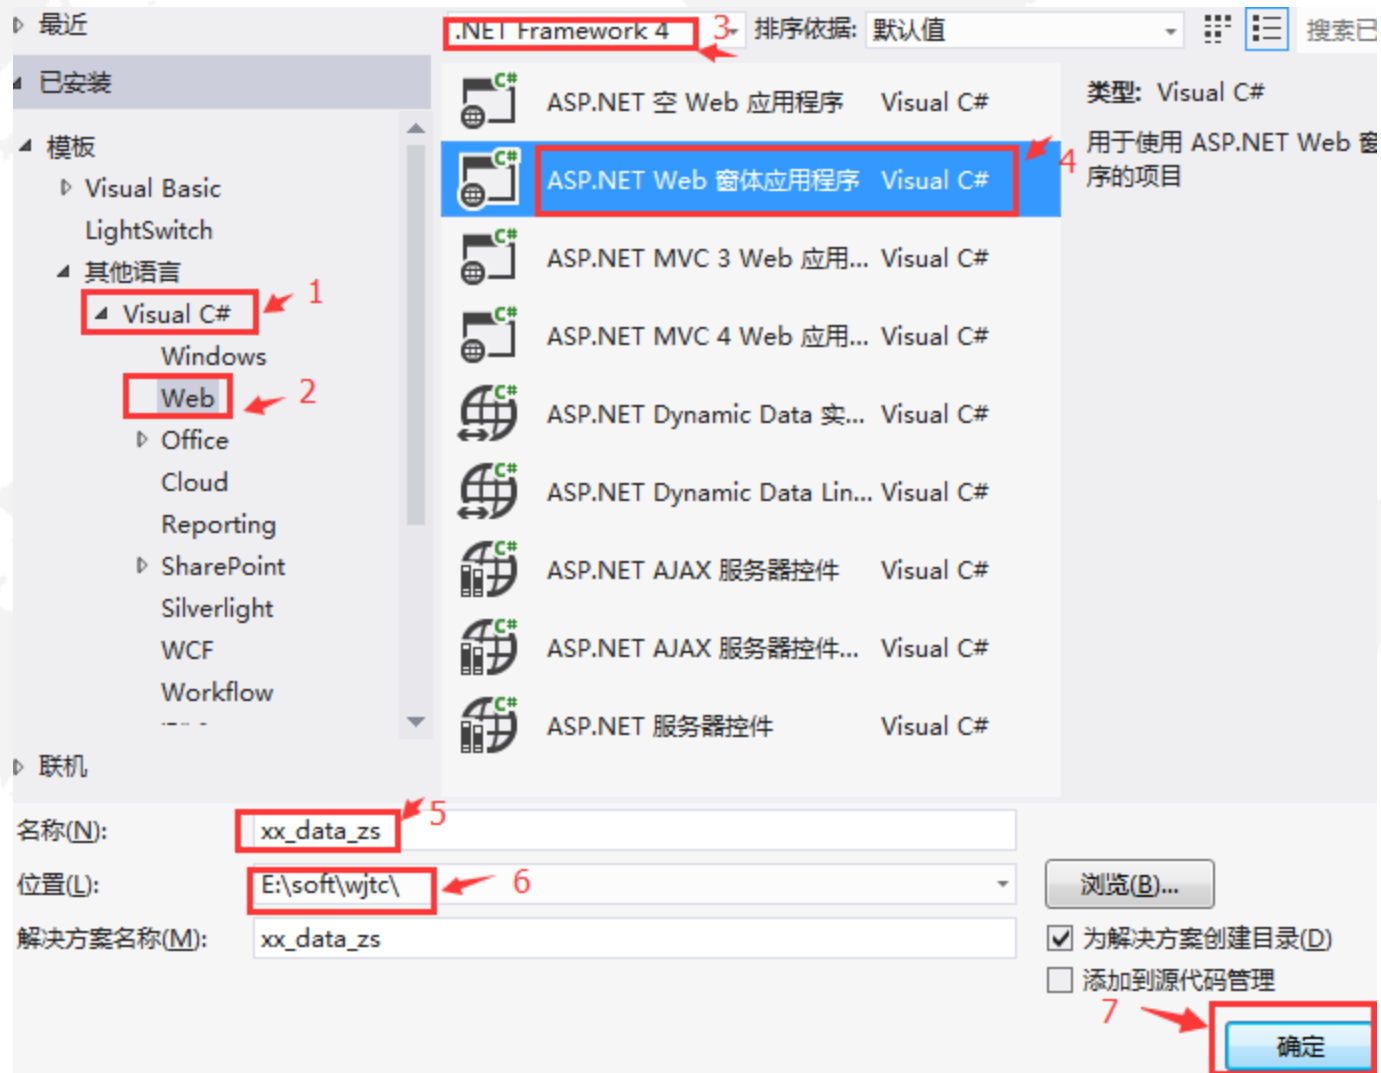 最近
.NET Framework 4
3
排序依据:
默认值
搜索已
已安装
模板
Visual Basic
LightSwitch
其他语言
Visual C#
1
Windows
Web
2
Office
Cloud
Reporting
SharePoint
Silverlight
WCF
Workflow
联机
ASP.NET 空 Web 应用程序 Visual C#
ASP.NET Web 窗体应用程序 Visual C#
4
ASP.NET MVC 3 Web 应用... Visual C#
ASP.NET MVC 4 Web 应用... Visual C#
ASP.NET Dynamic Data 实... Visual C#
ASP.NET Dynamic Data Lin... Visual C#
ASP.NET AJAX 服务器控件 Visual C#
ASP.NET AJAX 服务器控件... Visual C#
ASP.NET 服务器控件 Visual C#
类型: Visual C#
用于使用 ASP.NET Web 窗
序的项目
名称(N): xx_data_zs
5
位置(L): E:\soft\wjtc\
6
浏览(B)...
解决方案名称(M): xx_data_zs
为解决方案创建目录(D)
添加到源代码管理
7
确定